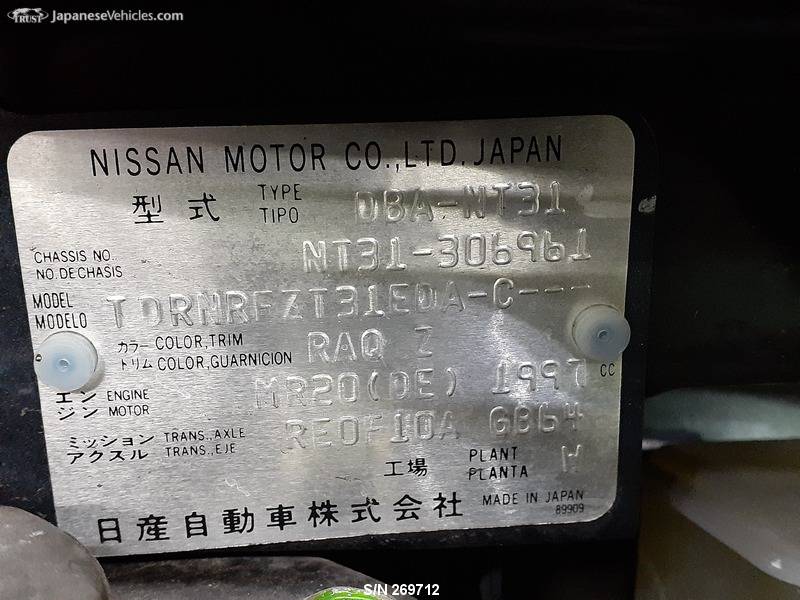 TRUST JapaneseVehicles.com
NISSAN MOTOR CO.,LTD.JAPAN
型式 TYPE TIPO DBA-NT31
CHASSIS NO. NO.DECHASIS NT31-306961
MODEL MODELO TDRNRFZT31EDA-C---
カラー COLOR,TRIM トリム COLOR,GUARNICION RAQ Z
エンジン ENGINE MOTOR MR20(DE) 1997 CC
ミッション TRANS.,AXLE アクスル TRANS.,EJE RE0F10A GB64
工場 PLANT PLANTA W
日産自動車株式会社 MADE IN JAPAN 89909
S/N 269712